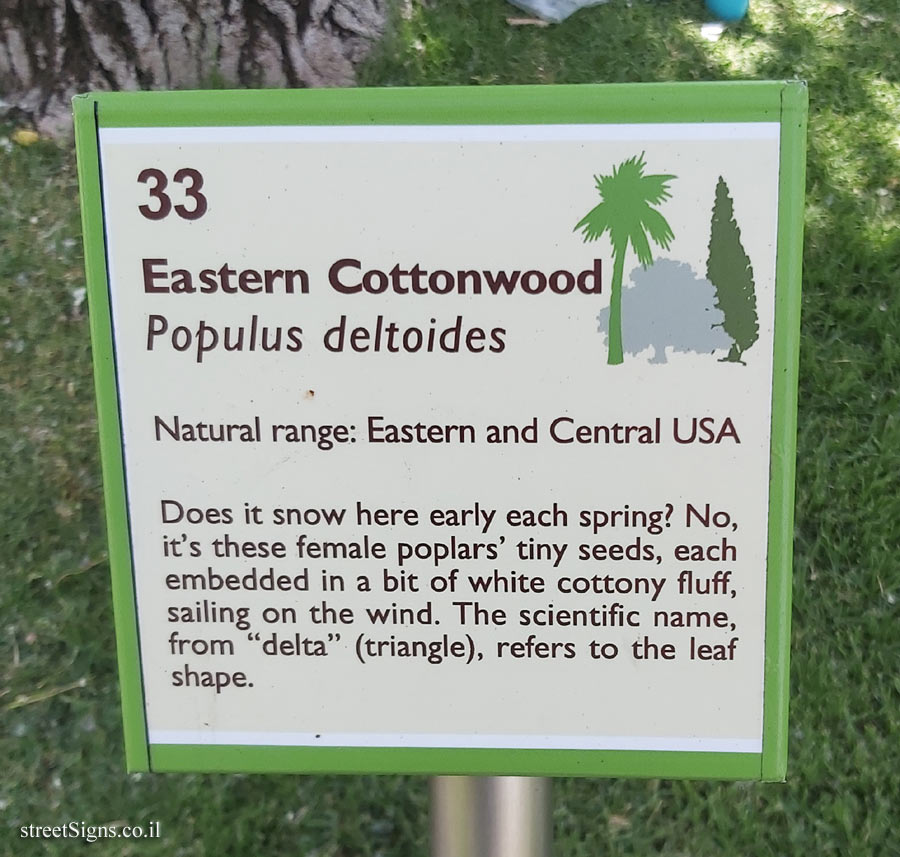 33
Eastern Cottonwood
Populus deltoides
Natural range: Eastern and Central USA
Does it snow here early each spring? No,
it’s these female poplars’ tiny seeds, each
embedded in a bit of white cottony fluff,
sailing on the wind. The scientific name,
from “delta” (triangle), refers to the leaf
shape.
streetSigns.co.il